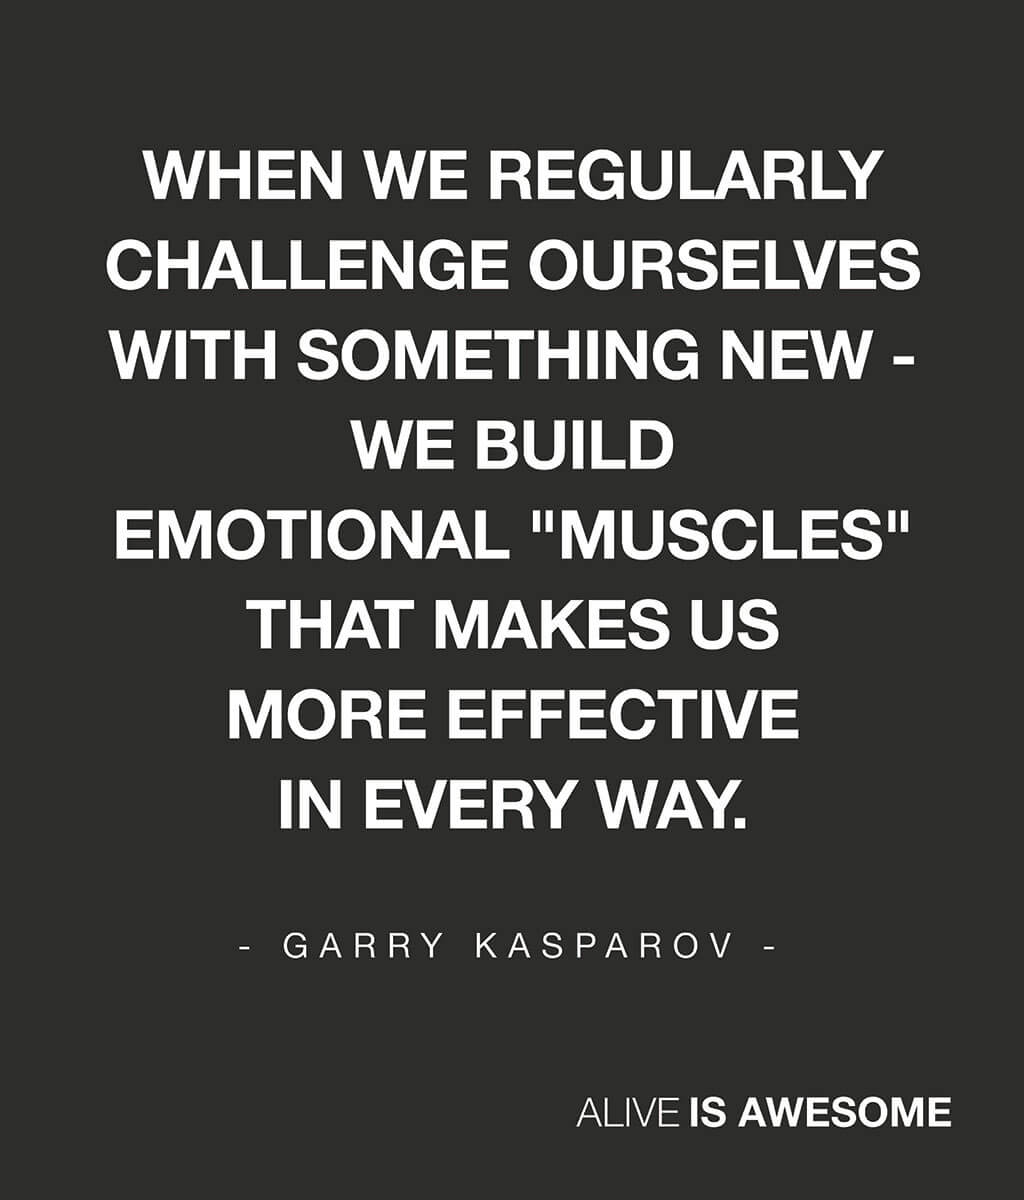 WHEN WE REGULARLY
CHALLENGE OURSELVES
WITH SOMETHING NEW -
WE BUILD
EMOTIONAL "MUSCLES"
THAT MAKES US
MORE EFFECTIVE
IN EVERY WAY.
- GARRY KASPAROV -
ALIVE IS AWESOME